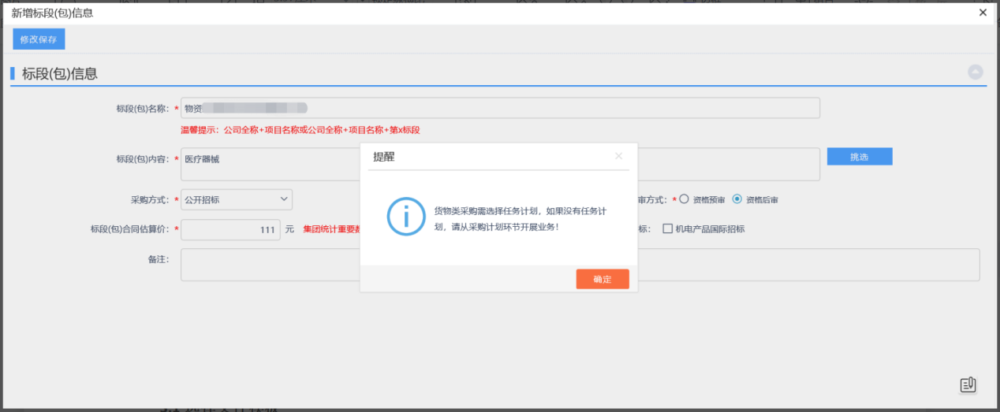 新增标段(包)信息
修改保存
标段(包)信息
标段(包)名称：* 物资
温馨提示：公司全称+项目名称或公司全称+项目名称+第x标段
标段(包)内容：* 医疗器械
挑选
采购方式：* 公开招标
审方式：* 资格预审 资格后审
标段(包)合同估算价：* 111 元 集团统计重要数
标： 机电产品国际招标
备注：
提醒
货物类采购需选择任务计划，如果没有任务计
划，请从采购计划环节开展业务！
确定